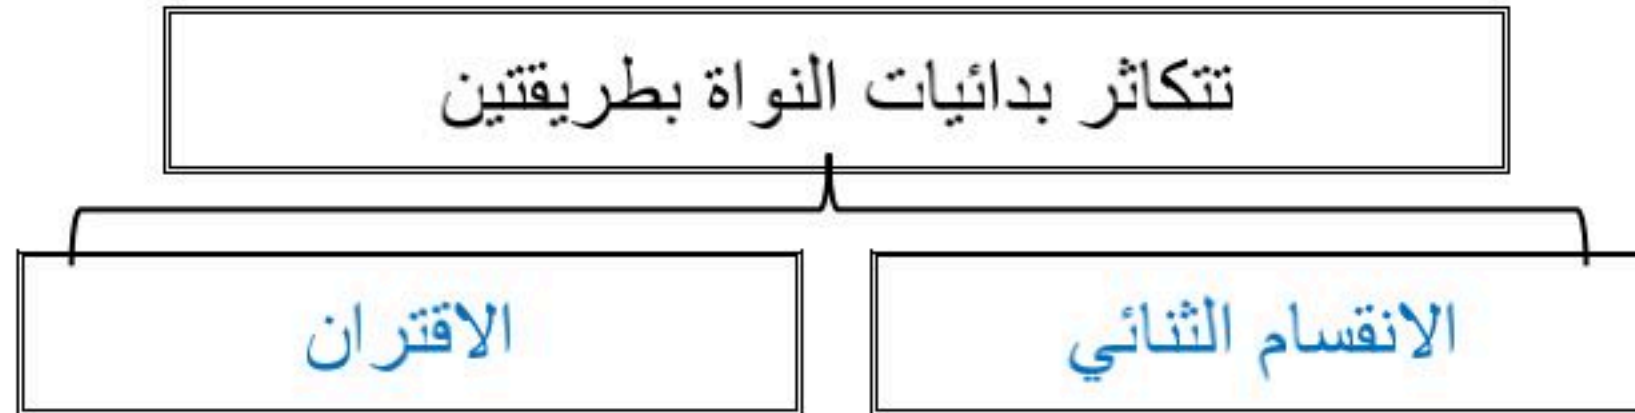 تتكاثر بدائيات النواة بطريقتين
الانقسام الثنائي
الاقتران